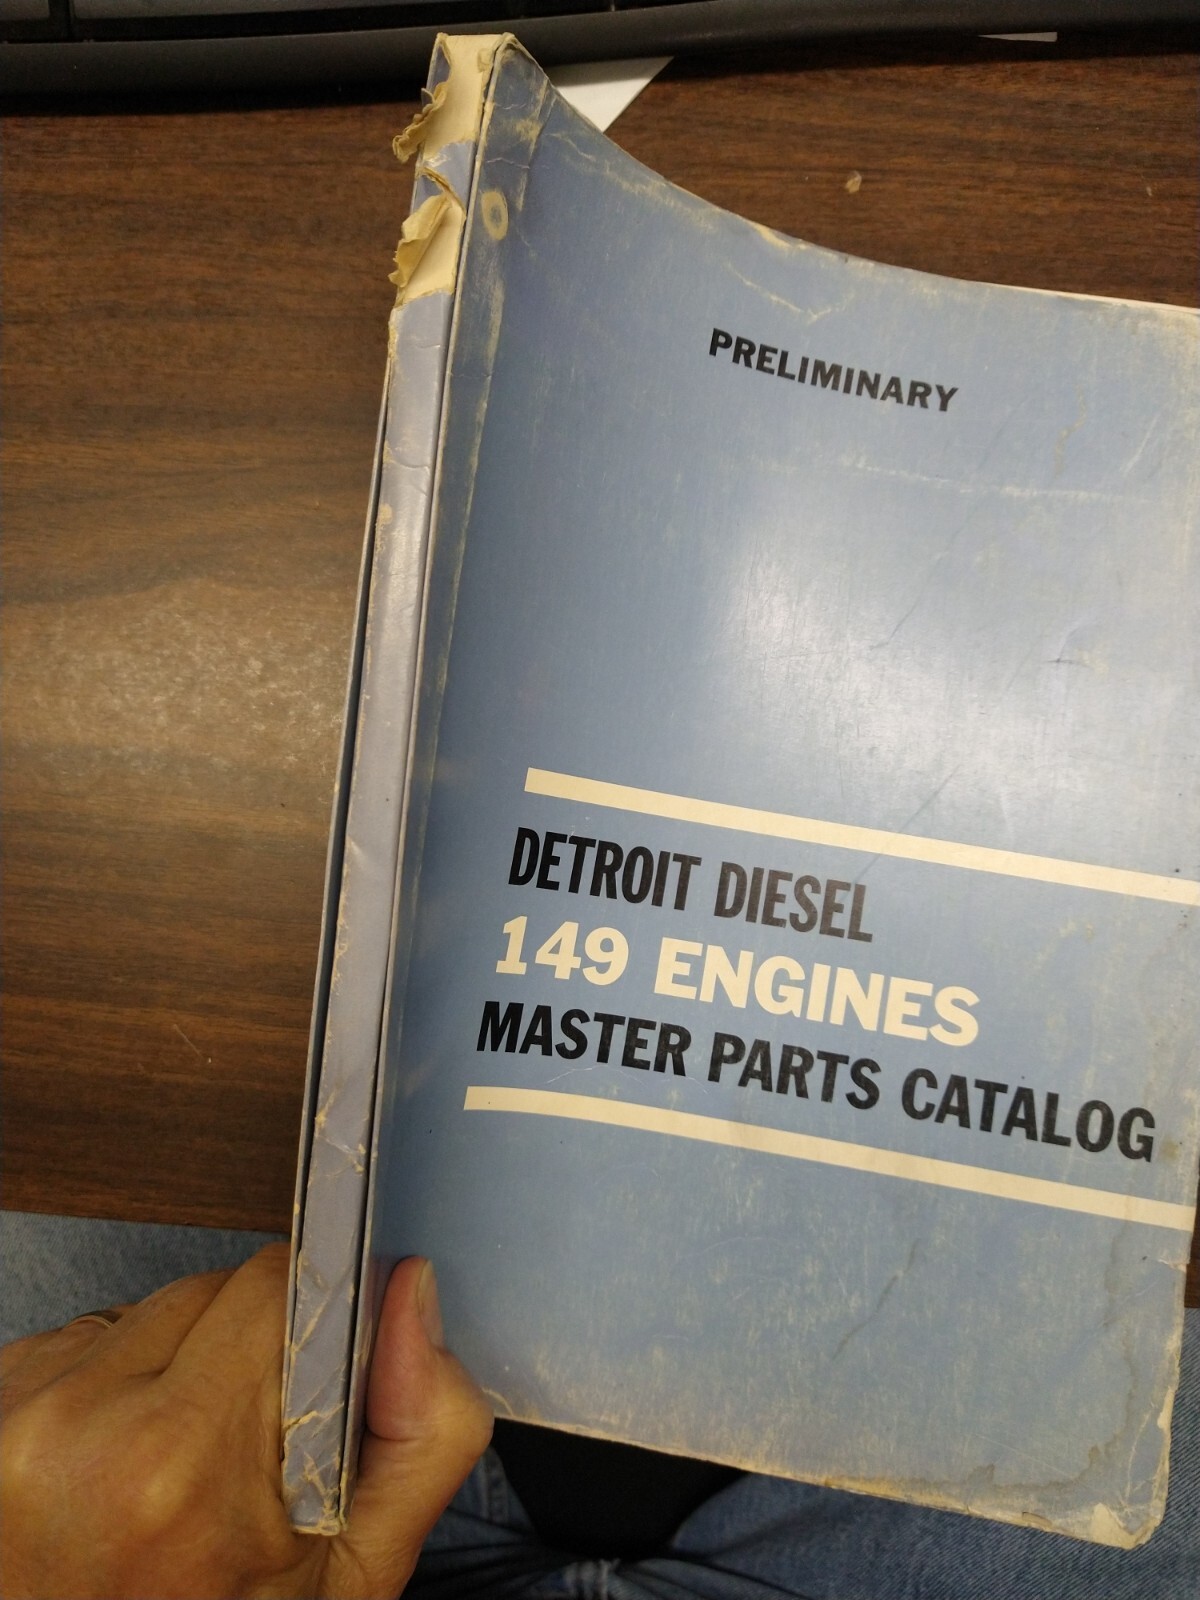 PRELIMINARY
DETROIT DIESEL
149 ENGINES
MASTER PARTS CATALOG